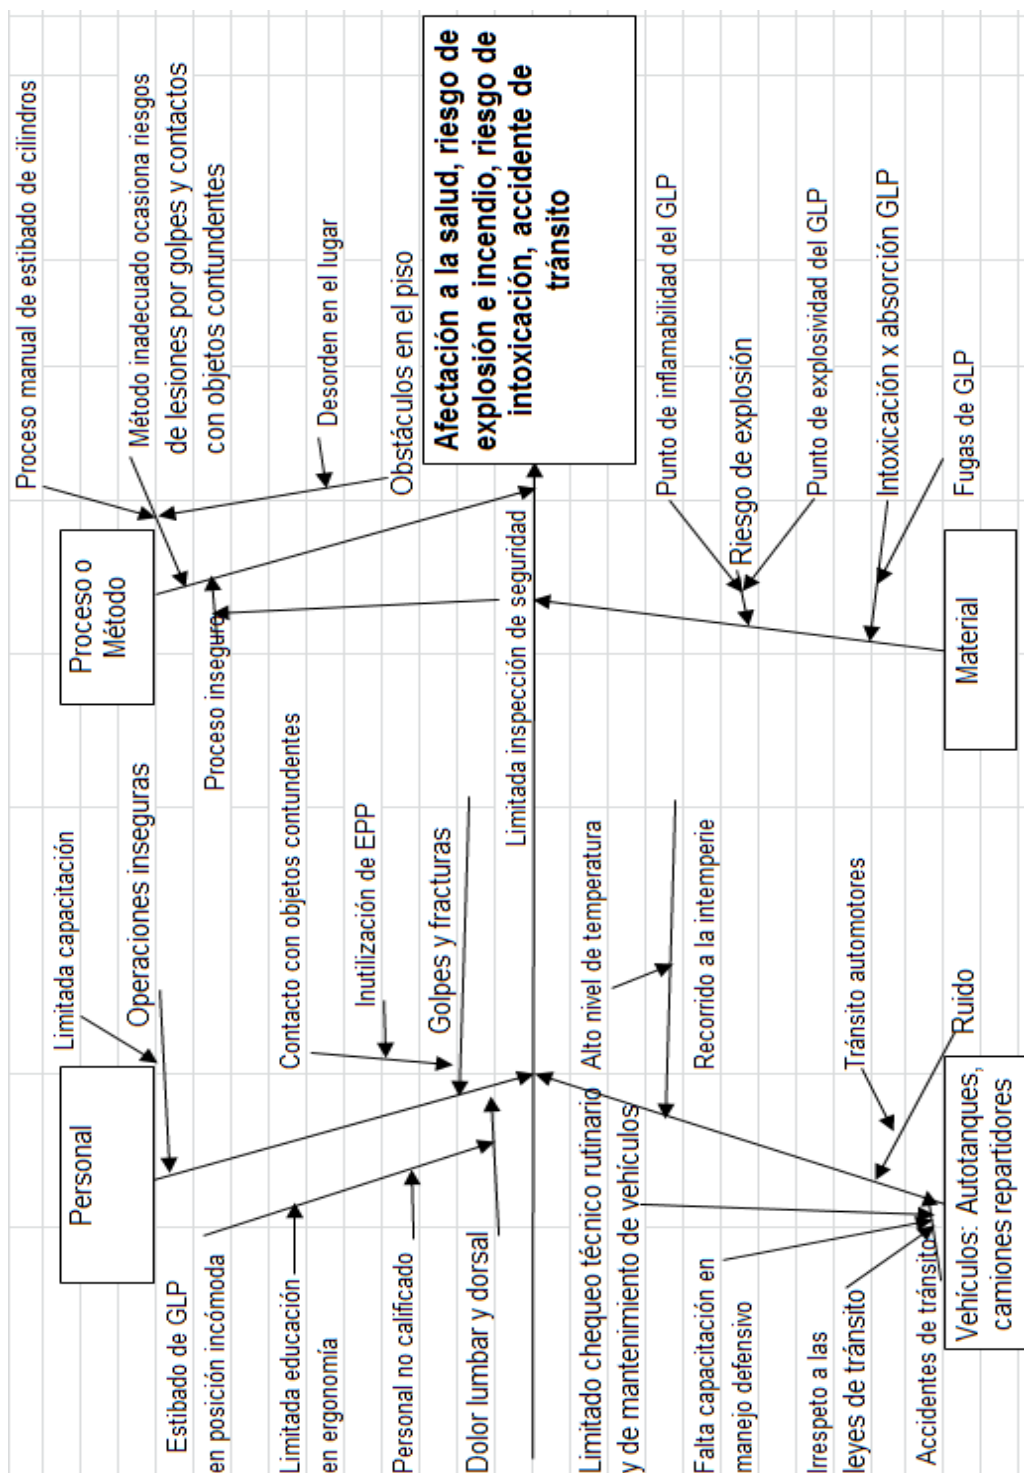 Personal
Proceso o
Método
Limitada capacitación
Operaciones inseguras
Proceso manual de estibado de cilindros
Método inadecuado ocasiona riesgos
de lesiones por golpes y contactos
con objetos contundentes
Estibado de GLP
en posición incómoda
Proceso inseguro
Limitada educación
en ergonomía
Contacto con objetos contundentes
Desorden en el lugar
Personal no calificado
Inutilización de EPP
Obstáculos en el piso
Dolor lumbar y dorsal
Golpes y fracturas
Limitada inspección de seguridad
Afectación a la salud, riesgo de
explosión e incendio, riesgo de
intoxicación, accidente de
tránsito
Limitado chequeo técnico rutinario
y de mantenimiento de vehículos
Alto nivel de temperatura
Punto de inflamabilidad del GLP
Falta capacitación en
manejo defensivo
Recorrido a la intemperie
Riesgo de explosión
Punto de explosividad del GLP
Irrespeto a las
leyes de tránsito
Tránsito automotores
Intoxicación x absorción GLP
Accidentes de tránsito
Ruido
Fugas de GLP
Vehículos: Autotanques,
camiones repartidores
Material